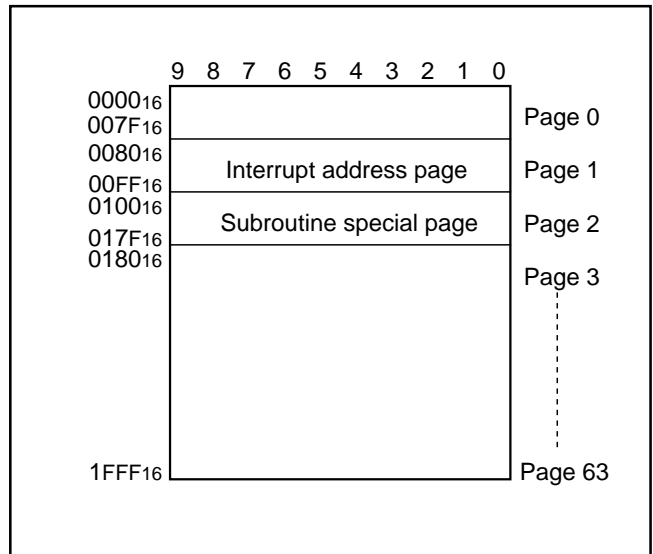 9 8 7 6 5 4 3 2 1 0
0000₁₆
007F₁₆
Page 0
0080₁₆
Interrupt address page
Page 1
00FF₁₆
0100₁₆
Subroutine special page
Page 2
017F₁₆
0180₁₆
Page 3
1FFF₁₆
Page 63